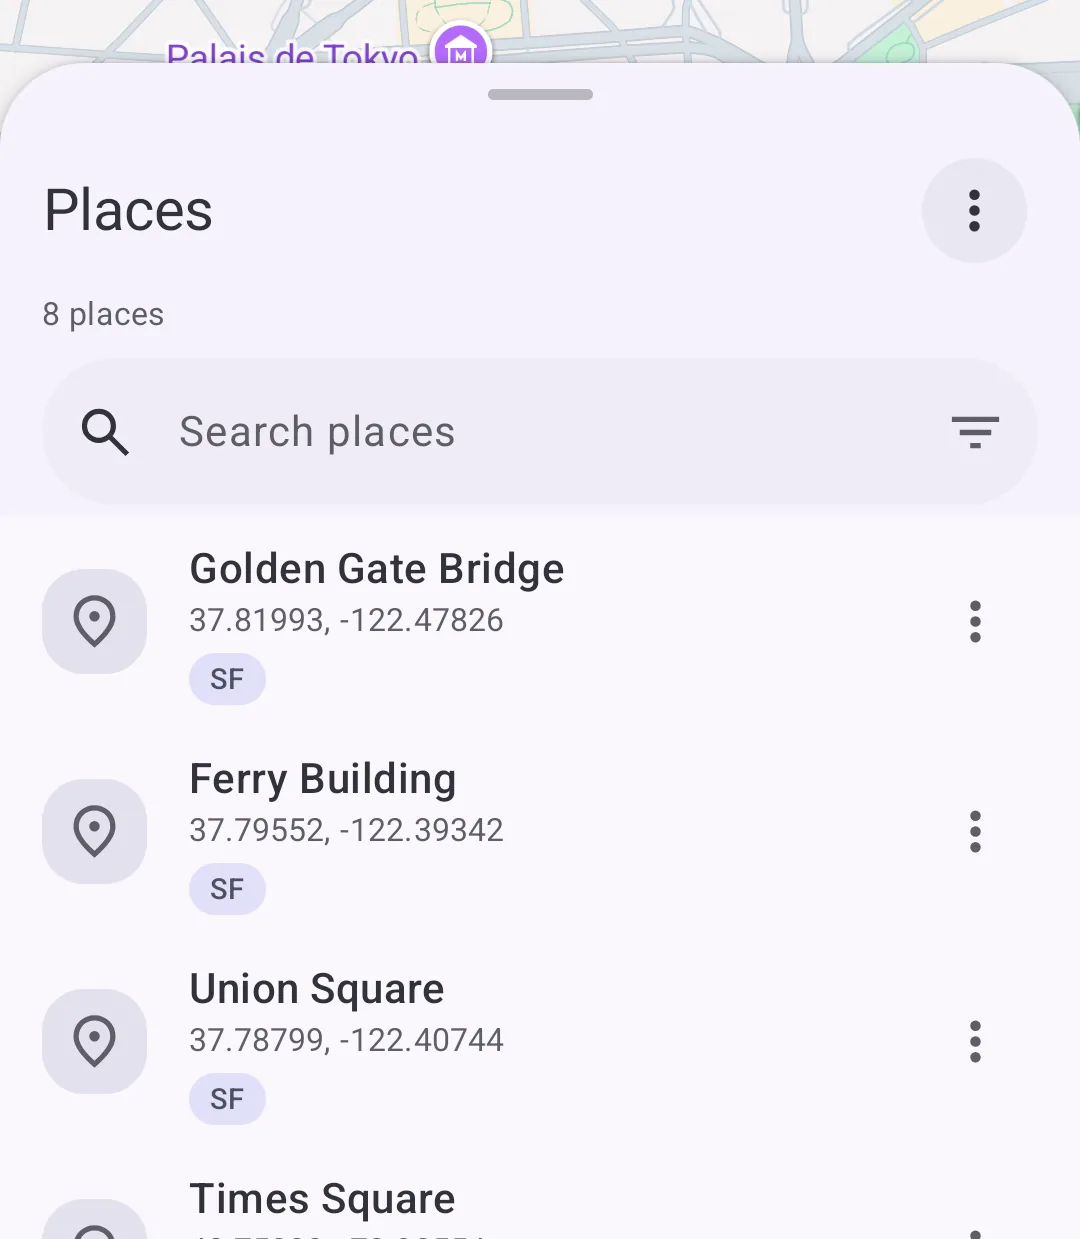 Palais de Tokyo
Places
8 places
Search places
Golden Gate Bridge
37.81993, -122.47826
SF
Ferry Building
37.79552, -122.39342
SF
Union Square
37.78799, -122.40744
SF
Times Square